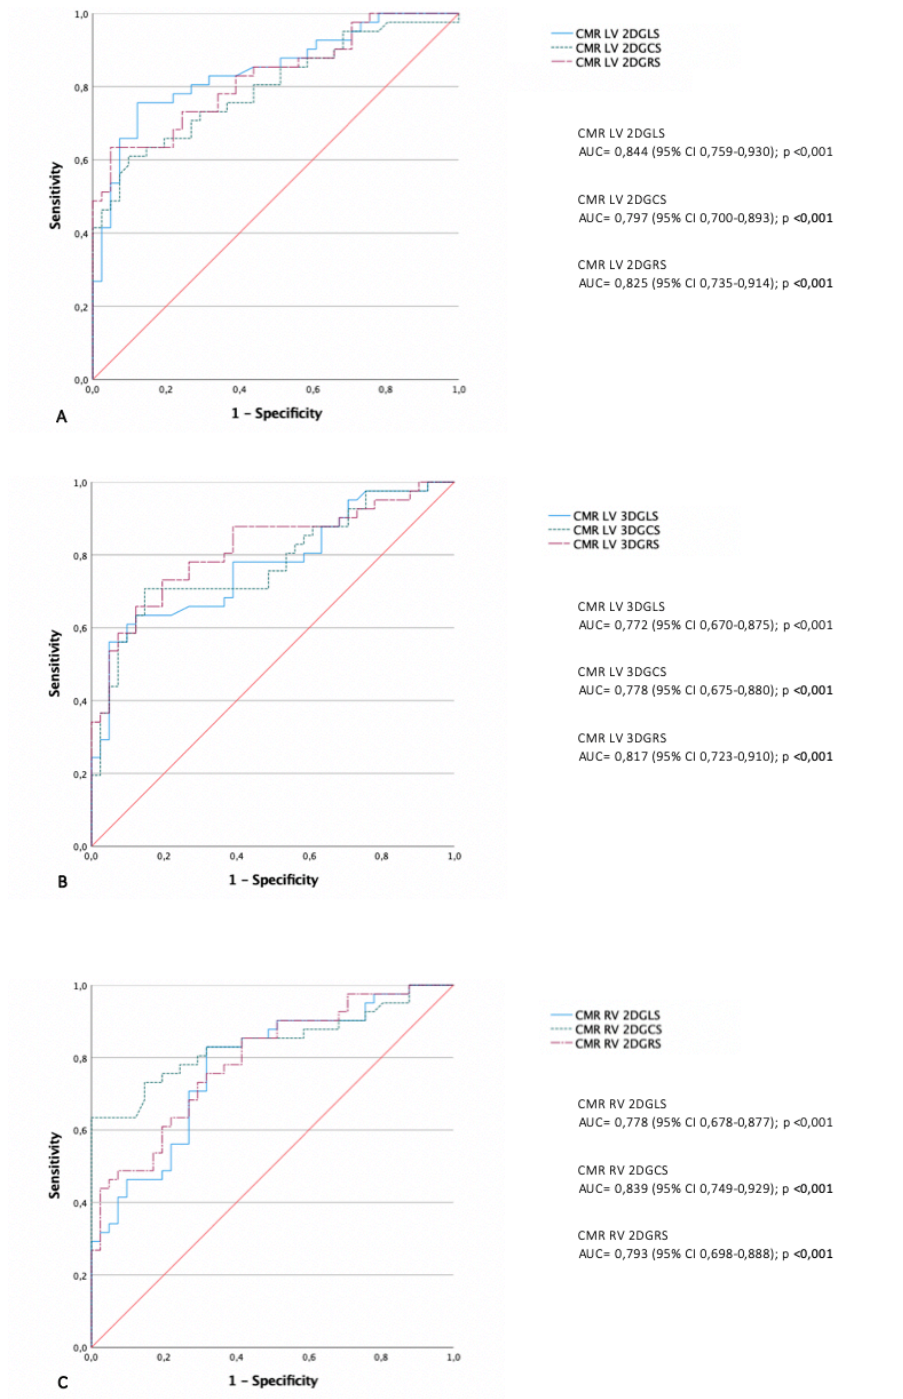 1,0
0,8
0,6
0,4
0,2
0,0
Sensitivity
0,0 0,2 0,4 0,6 0,8 1,0
1 – Specificity
A
CMR LV 2DGLS
CMR LV 2DGCS
CMR LV 2DGRS
CMR LV 2DGLS
AUC= 0,844 (95% CI 0,759-0,930); p <0,001
CMR LV 2DGCS
AUC= 0,797 (95% CI 0,700-0,893); p <0,001
CMR LV 2DGRS
AUC= 0,825 (95% CI 0,735-0,914); p <0,001
1,0
0,8
0,6
0,4
0,2
0,0
Sensitivity
0,0 0,2 0,4 0,6 0,8 1,0
1 – Specificity
B
CMR LV 3DGLS
CMR LV 3DGCS
CMR LV 3DGRS
CMR LV 3DGLS
AUC= 0,772 (95% CI 0,670-0,875); p <0,001
CMR LV 3DGCS
AUC= 0,778 (95% CI 0,675-0,880); p <0,001
CMR LV 3DGRS
AUC= 0,817 (95% CI 0,723-0,910); p <0,001
1,0
0,8
0,6
0,4
0,2
0,0
Sensitivity
0,0 0,2 0,4 0,6 0,8 1,0
1 – Specificity
C
CMR RV 2DGLS
CMR RV 2DGCS
CMR RV 2DGRS
CMR RV 2DGLS
AUC= 0,778 (95% CI 0,678-0,877); p <0,001
CMR RV 2DGCS
AUC= 0,839 (95% CI 0,749-0,929); p <0,001
CMR RV 2DGRS
AUC= 0,793 (95% CI 0,698-0,888); p <0,001